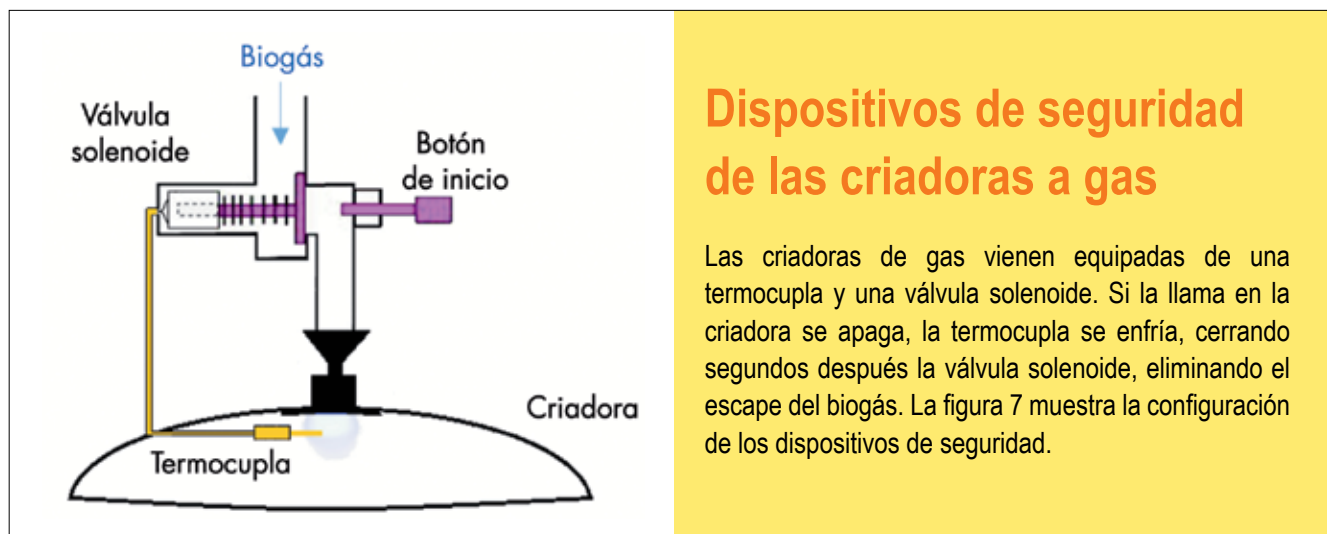 Biogás
Válvula
solenoide
Botón
de inicio
Criadora
Termocupla
Dispositivos de seguridad
de las criadoras a gas
Las criadoras de gas vienen equipadas de una
termocupla y una válvula solenoide. Si la llama en la
criadora se apaga, la termocupla se enfría, cerrando
segundos después la válvula solenoide, eliminando el
escape del biogás. La figura 7 muestra la configuración
de los dispositivos de seguridad.